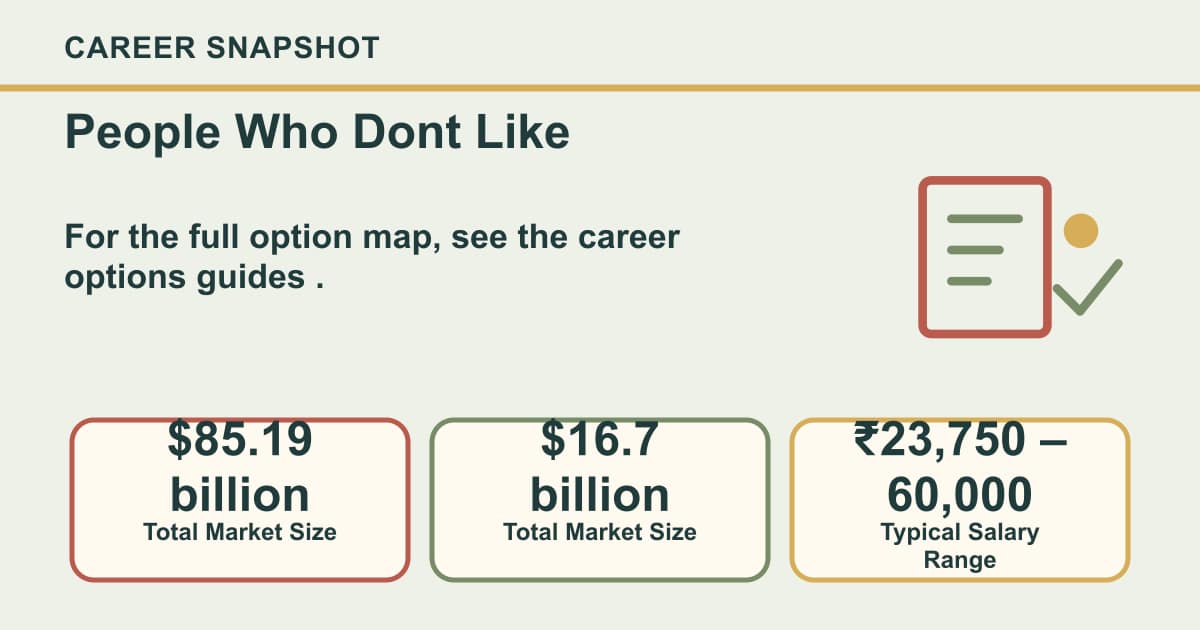 CAREER SNAPSHOT
People Who Dont Like
For the full option map, see the career
options guides .
$85.19
billion
Total Market Size
$16.7
billion
Total Market Size
₹23,750 –
60,000
Typical Salary
Range